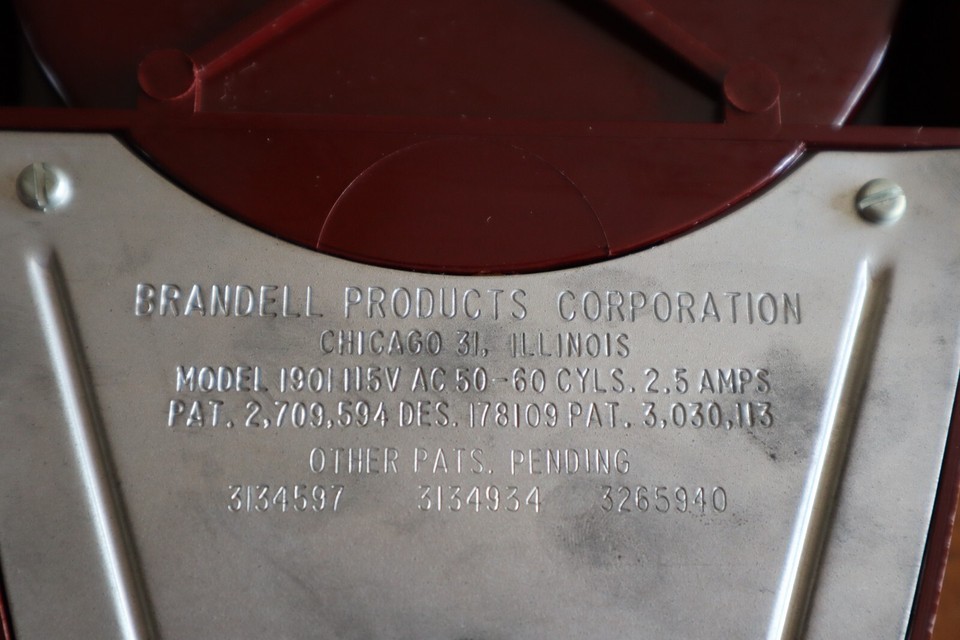 BRANDELL PRODUCTS CORPORATION
CHICAGO 31, ILLINOIS
MODEL 1901 115V AC 50-60 CYLS. 2.5 AMPS
PAT. 2,709,594 DES. 178109 PAT. 3,030,113
OTHER PATS. PENDING
3134597 3134934 3265940